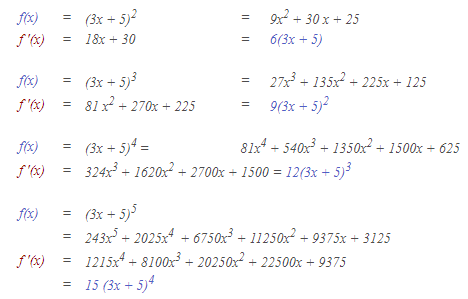 f(x) = (3x + 5)² = 9x² + 30 x + 25
f '(x) = 18x + 30 = 6(3x + 5)
f(x) = (3x + 5)³ = 27x³ + 135x² + 225x + 125
f '(x) = 81 x² + 270x + 225 = 9(3x + 5)²
f(x) = (3x + 5)⁴ = 81x⁴ + 540x³ + 1350x² + 1500x + 625
f '(x) = 324x³ + 1620x² + 2700x + 1500 = 12(3x + 5)³
f(x) = (3x + 5)⁵
= 243x⁵ + 2025x⁴ + 6750x³ + 11250x² + 9375x + 3125
f '(x) = 1215x⁴ + 8100x³ + 20250x² + 22500x + 9375
= 15 (3x + 5)⁴